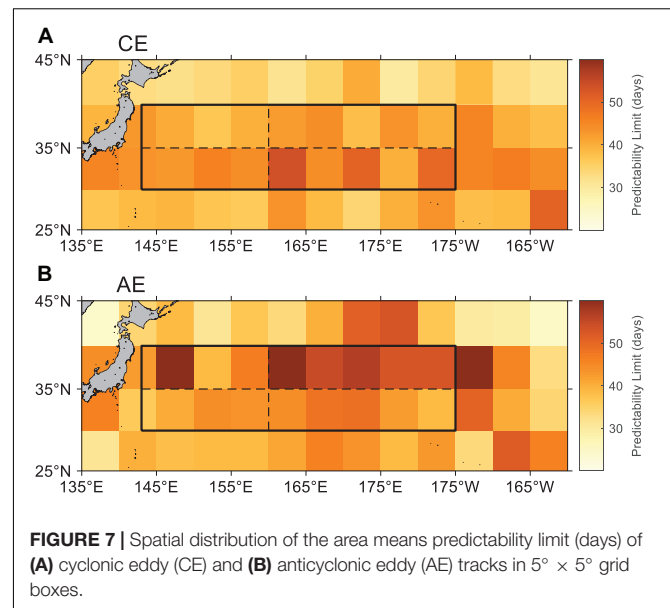 A
CE
45°N
35°N
25°N
135°E 145°E 155°E 165°E 175°E 175°W 165°W
50
40
30
Predictability Limit (days)
B
AE
45°N
35°N
25°N
135°E 145°E 155°E 165°E 175°E 175°W 165°W
50
40
30
Predictability Limit (days)
FIGURE 7 | Spatial distribution of the area means predictability limit (days) of
(A) cyclonic eddy (CE) and (B) anticyclonic eddy (AE) tracks in 5° × 5° grid
boxes.